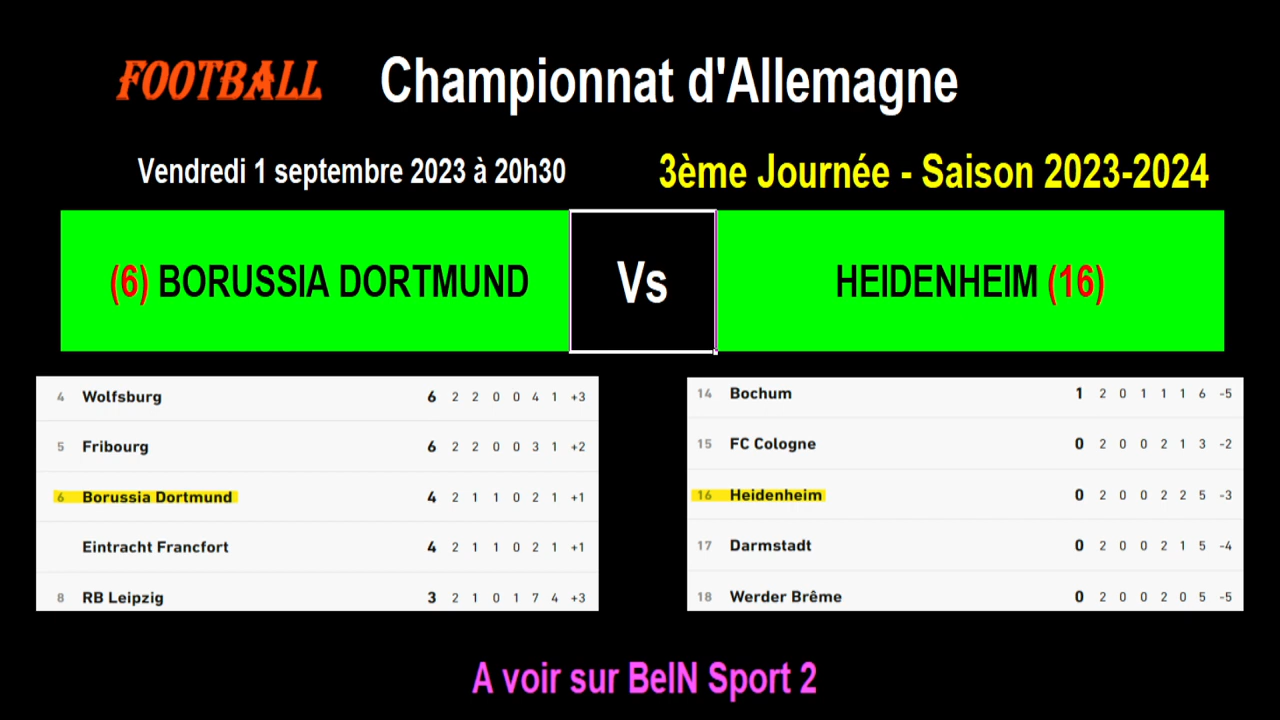 FOOTBALL Championnat d'Allemagne
Vendredi 1 septembre 2023 à 20h30 3ème Journée - Saison 2023-2024
(6) BORUSSIA DORTMUND Vs HEIDENHEIM (16)
4 Wolfsburg 6 2 2 0 0 4 1 +3
5 Fribourg 6 2 2 0 0 3 1 +2
6 Borussia Dortmund 4 2 1 1 0 2 1 +1
Eintracht Francfort 4 2 1 1 0 2 1 +1
8 RB Leipzig 3 2 1 0 1 7 4 +3
14 Bochum 1 2 0 1 1 1 6 -5
15 FC Cologne 0 2 0 0 2 1 3 -2
16 Heidenheim 0 2 0 0 2 2 5 -3
17 Darmstadt 0 2 0 0 2 1 5 -4
18 Werder Brême 0 2 0 0 2 0 5 -5
A voir sur BeIN Sport 2